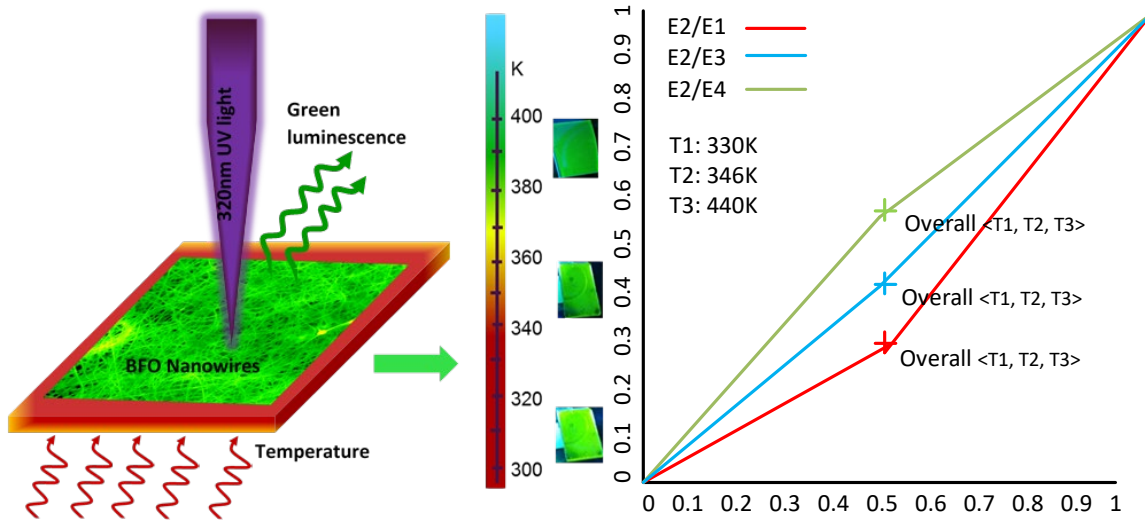 320nm UV light
Green
luminescence
BFO Nanowires
Temperature
K
400
380
360
340
320
300
E2/E1
E2/E3
E2/E4
T1: 330K
T2: 346K
T3: 440K
Overall <T1, T2, T3>
Overall <T1, T2, T3>
Overall <T1, T2, T3>
1
0.9
0.8
0.7
0.6
0.5
0.4
0.3
0.2
0.1
0
0 0.1 0.2 0.3 0.4 0.5 0.6 0.7 0.8 0.9 1